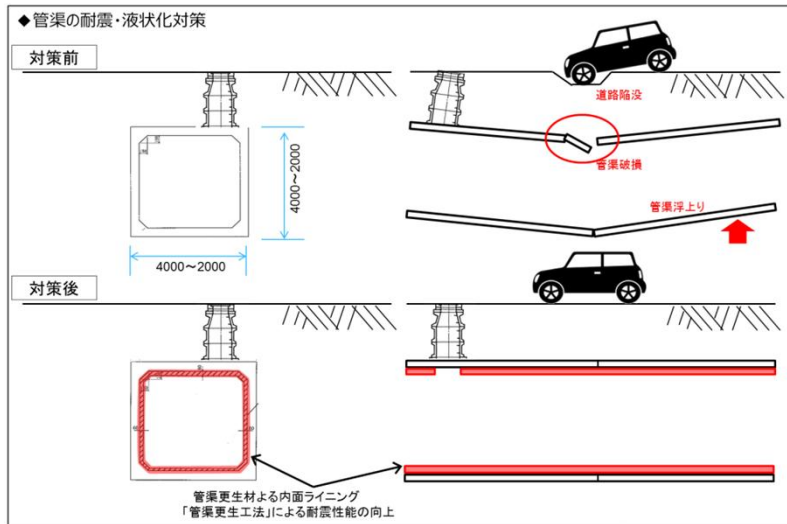 ◆管渠の耐震・液状化対策
対策前
道路陥没
管渠破損
管渠浮上り
4000～2000
4000～2000
対策後
管渠更生材よる内面ライニング
「管渠更生工法」による耐震性能の向上